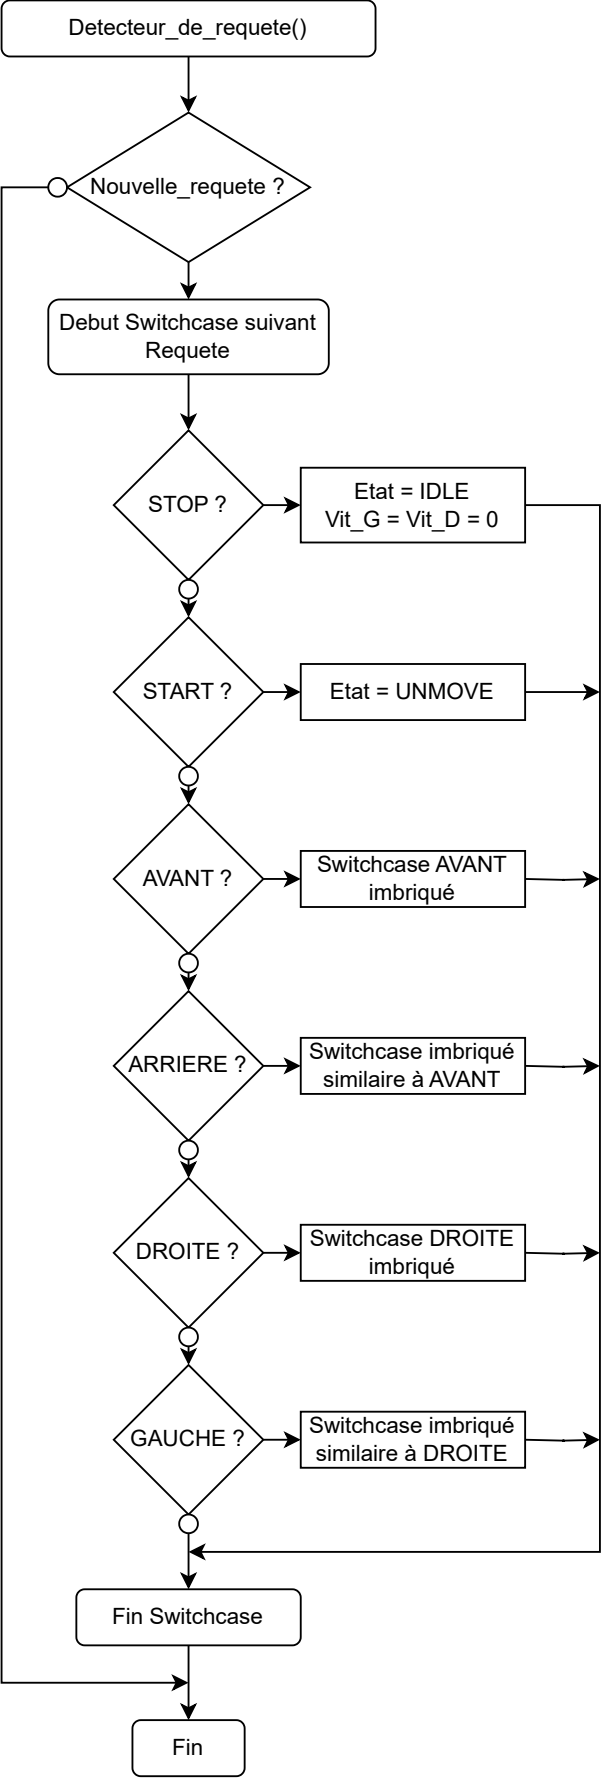 Detecteur_de_requete()
Nouvelle_requete ?
Debut Switchcase suivant
Requete
STOP ?
Etat = IDLE
Vit_G = Vit_D = 0
START ?
Etat = UNMOVE
AVANT ?
Switchcase AVANT
imbriqué
ARRIERE ?
Switchcase imbriqué
similaire à AVANT
DROITE ?
Switchcase DROITE
imbriqué
GAUCHE ?
Switchcase imbriqué
similaire à DROITE
Fin Switchcase
Fin